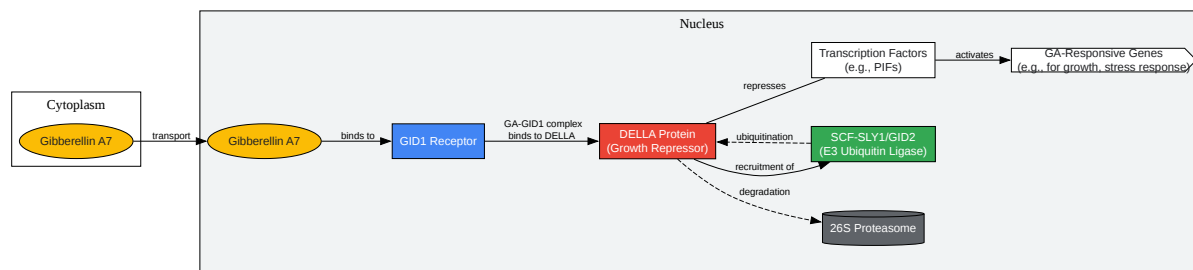 Nucleus
Cytoplasm
Gibberellin A7
transport
Gibberellin A7
binds to
GID1 Receptor
GA-GID1 complex
binds to DELLA
DELLA Protein
(Growth Repressor)
represses
Transcription Factors
(e.g., PIFs)
activates
GA-Responsive Genes
(e.g., for growth, stress response)
ubiquitination
SCF-SLY1/GID2
(E3 Ubiquitin Ligase)
recruitment of
degradation
26S Proteasome